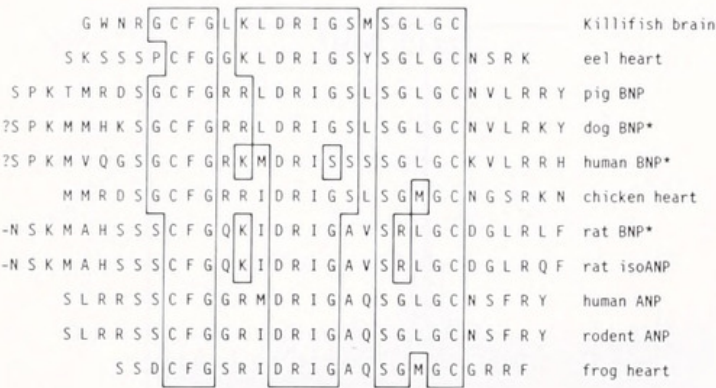 G W N R G C F G L K L D R I G S M S G L G C Killifish brain
S K S S S P C F G G K L D R I G S Y S G L G C N S R K eel heart
S P K T M R D S G C F G R R L D R I G S L S G L G C N V L R R Y pig BNP
?S P K M M H K S G C F G R R L D R I G S L S G L G C N V L R K Y dog BNP*
?S P K M V Q G S G C F G R K M D R I S S S S G L G C K V L R R H human BNP*
M M R D S G C F G R R I D R I G S L S G M G C N G S R K N chicken heart
-N S K M A H S S S C F G Q K I D R I G A V S R L G C D G L R L F rat BNP*
-N S K M A H S S S C F G Q K I D R I G A V S R L G C D G L R Q F rat isoANP
S L R R S S C F G G R M D R I G A Q S G L G C N S F R Y human ANP
S L R R S S C F G G R I D R I G A Q S G L G C N S F R Y rodent ANP
S S D C F G S R I D R I G A Q S G M G C G R R F frog heart